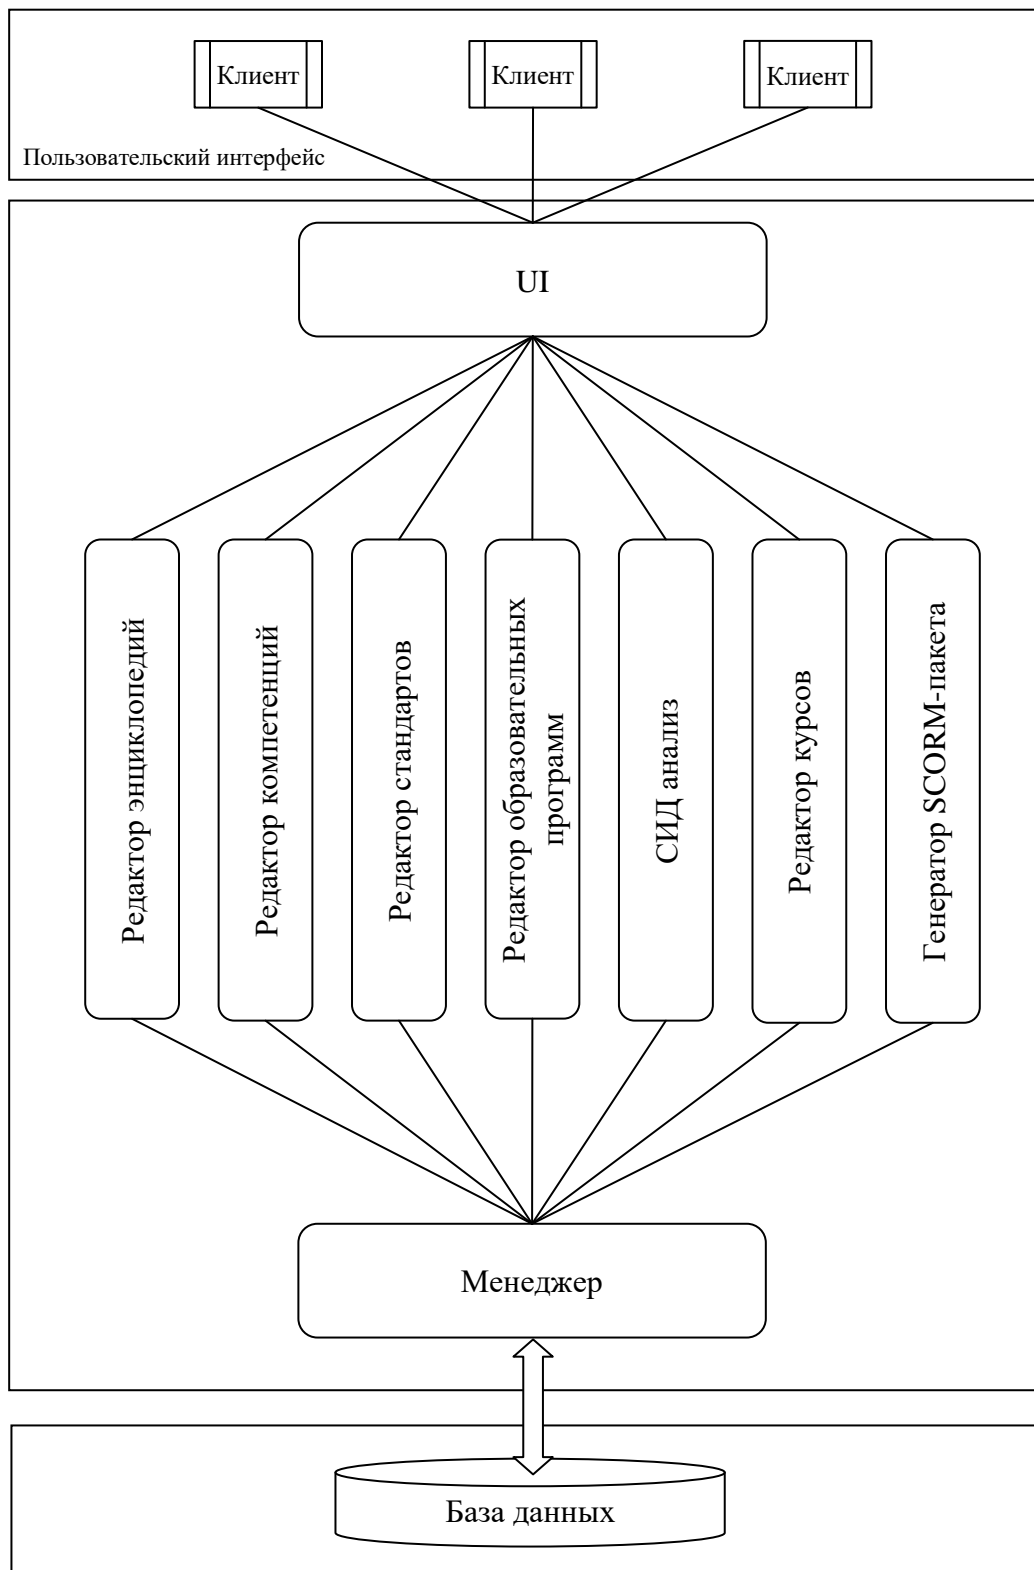 Клиент
Клиент
Клиент
Пользовательский интерфейс
UI
Редактор энциклопедий
Редактор компетенций
Редактор стандартов
Редактор образовательных
программ
СИД анализ
Редактор курсов
Генератор SCORM-пакета
Менеджер
База данных